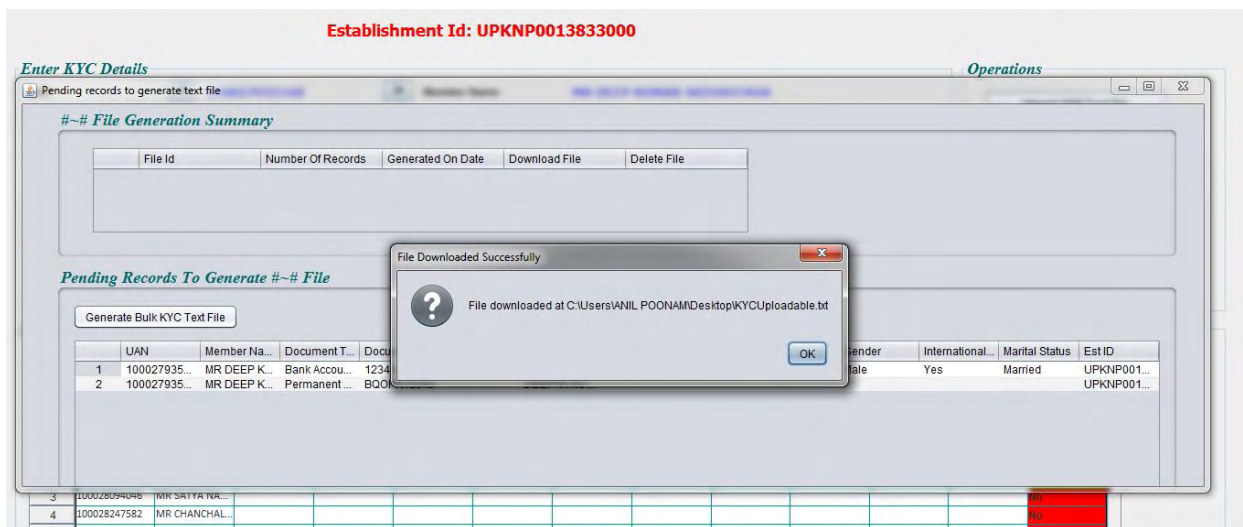 Establishment Id: UPKNP0013833000
Enter KYC Details
Operations
Pending records to generate text file
#~# File Generation Summary
File Id Number Of Records Generated On Date Download File Delete File
File Downloaded Successfully
File downloaded at C:\Users\ANIL POONAM\Desktop\KYCUploadable.txt
OK
Pending Records To Generate #~# File
Generate Bulk KYC Text File
UAN Member Na... Document T... International... Marital Status Est ID
1 100027935... MR DEEP K... Bank Accou... Yes Married UPKNP001...
2 100027935... MR DEEP K... Permanent ... UPKNP001...
3 100028094046 MR SATYA NA... No
4 100028247582 MR CHANCHAL... No